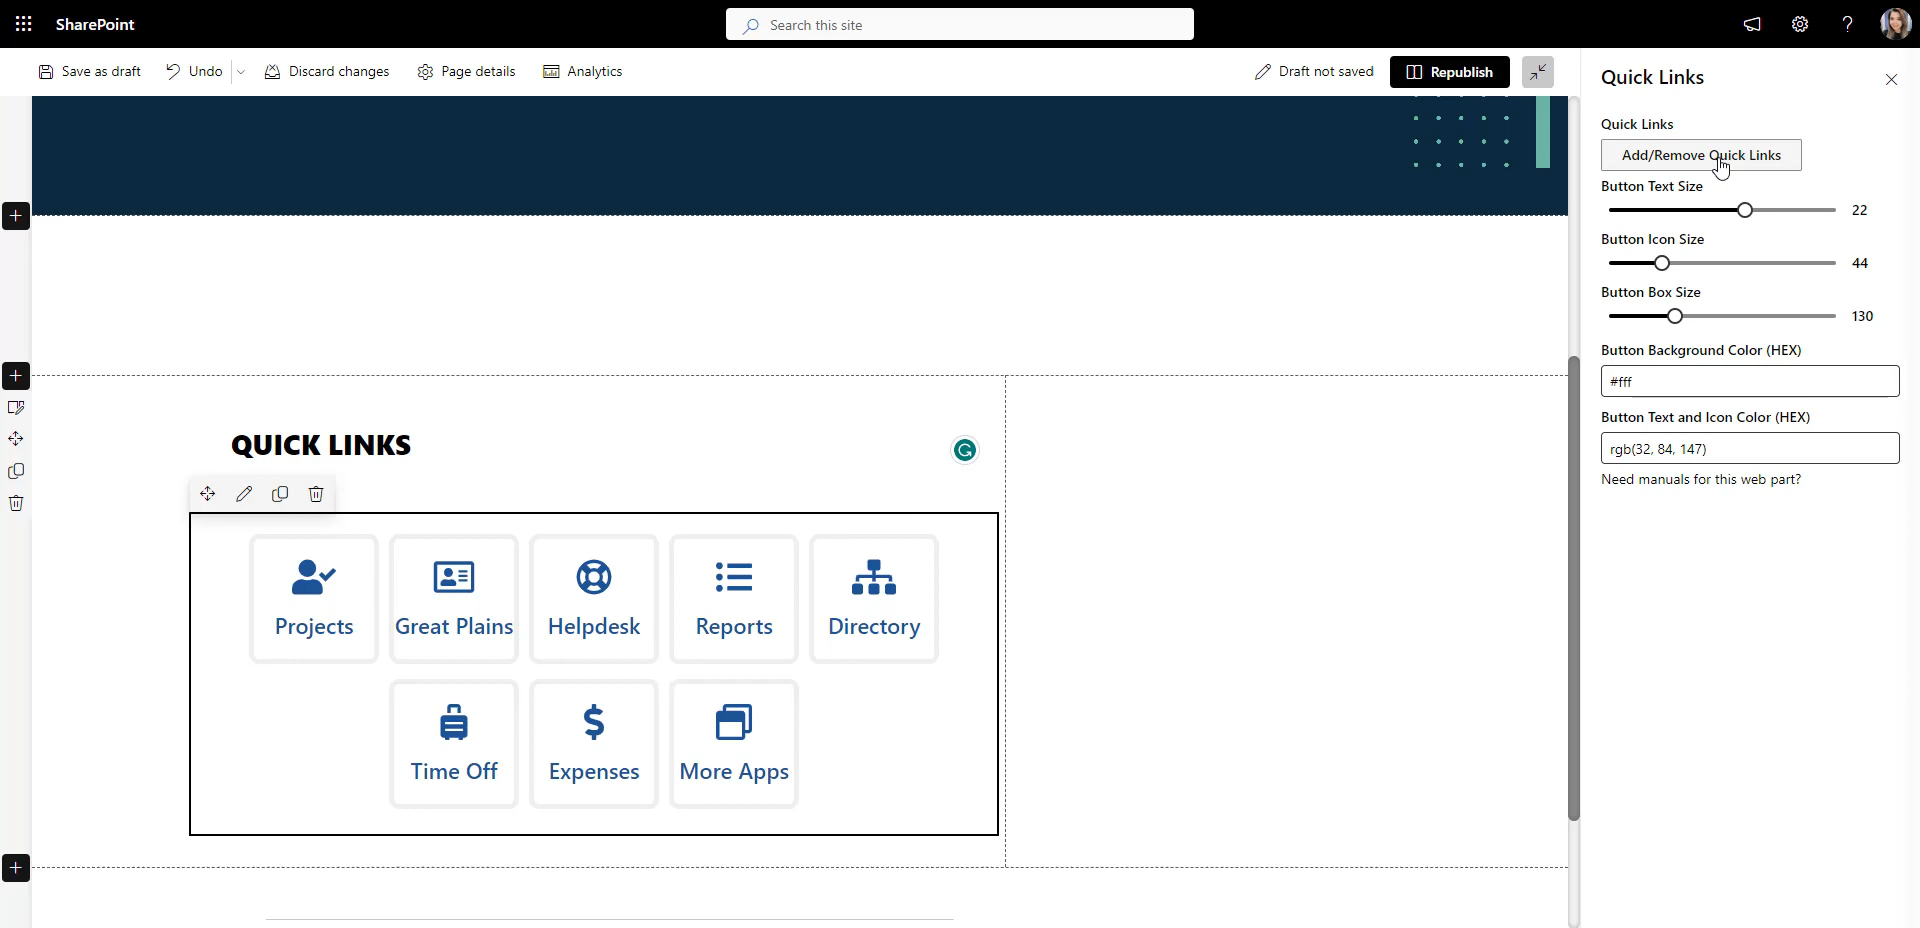 SharePoint
Search this site
Save as draft
Undo
Discard changes
Page details
Analytics
Draft not saved
Republish
Quick Links
Quick Links
Add/Remove Quick Links
Button Text Size
22
Button Icon Size
44
Button Box Size
130
Button Background Color (HEX)
#fff
Button Text and Icon Color (HEX)
rgb(32, 84, 147)
Need manuals for this web part?
QUICK LINKS
Projects
Great Plains
Helpdesk
Reports
Directory
Time Off
Expenses
More Apps